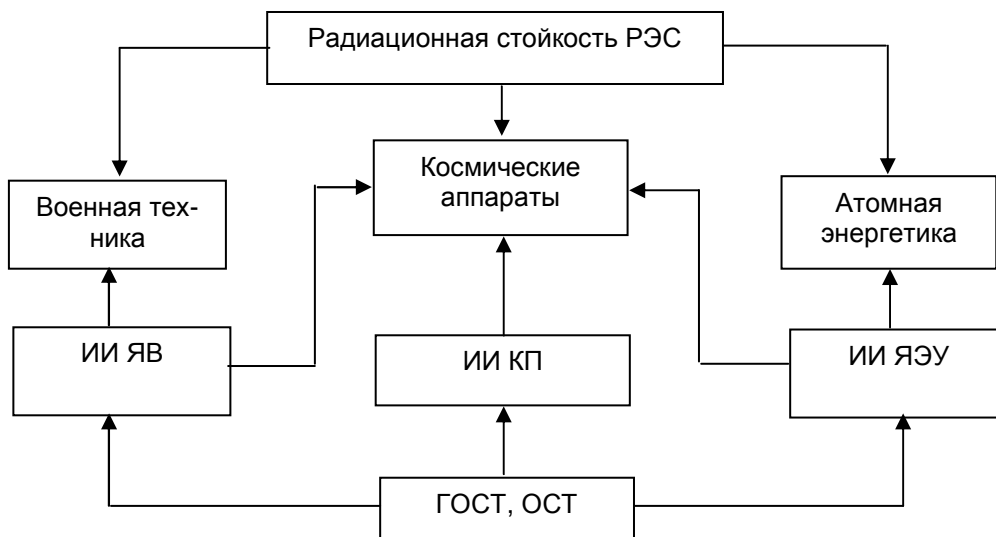 Радиационная стойкость РЭС
Космические
аппараты
Военная тех-
ника
Атомная
энергетика
ИИ ЯВ
ИИ КП
ИИ ЯЭУ
ГОСТ, ОСТ